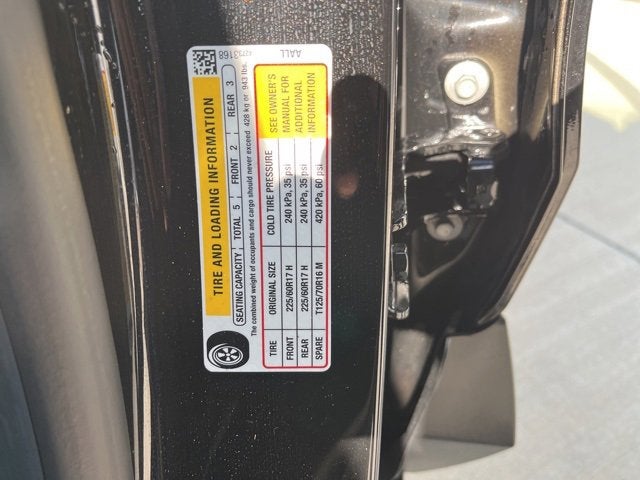 TIRE AND LOADING INFORMATION
SEATING CAPACITY TOTAL 5 FRONT 2 REAR 3
The combined weight of occupants and cargo should never exceed 428 kg or 943 lbs.
TIRE ORIGINAL SIZE COLD TIRE PRESSURE SEE OWNER'S
FRONT 225/60R17 H 240 kPa, 35 psi MANUAL FOR
REAR 225/60R17 H 240 kPa, 35 psi ADDITIONAL
SPARE T125/70R16 M 420 kPa, 60 psi INFORMATION
AALL